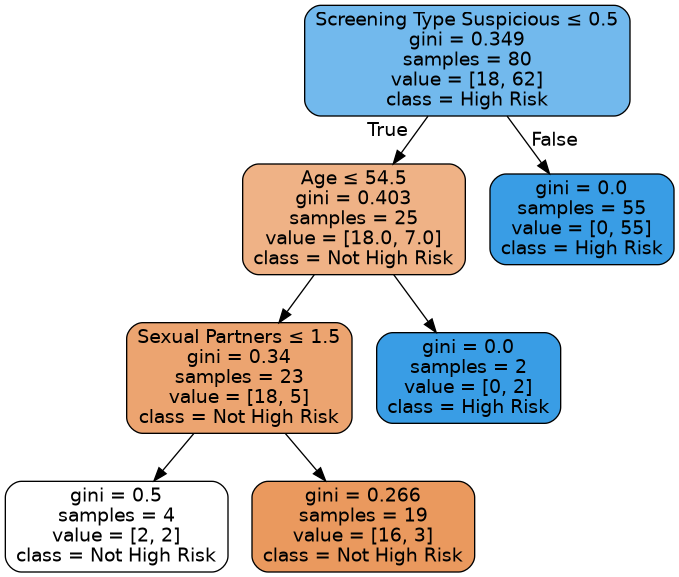 Screening Type Suspicious ≤ 0.5
gini = 0.349
samples = 80
value = [18, 62]
class = High Risk
True
False
Age ≤ 54.5
gini = 0.403
samples = 25
value = [18.0, 7.0]
class = Not High Risk
gini = 0.0
samples = 55
value = [0, 55]
class = High Risk
Sexual Partners ≤ 1.5
gini = 0.34
samples = 23
value = [18, 5]
class = Not High Risk
gini = 0.0
samples = 2
value = [0, 2]
class = High Risk
gini = 0.5
samples = 4
value = [2, 2]
class = Not High Risk
gini = 0.266
samples = 19
value = [16, 3]
class = Not High Risk